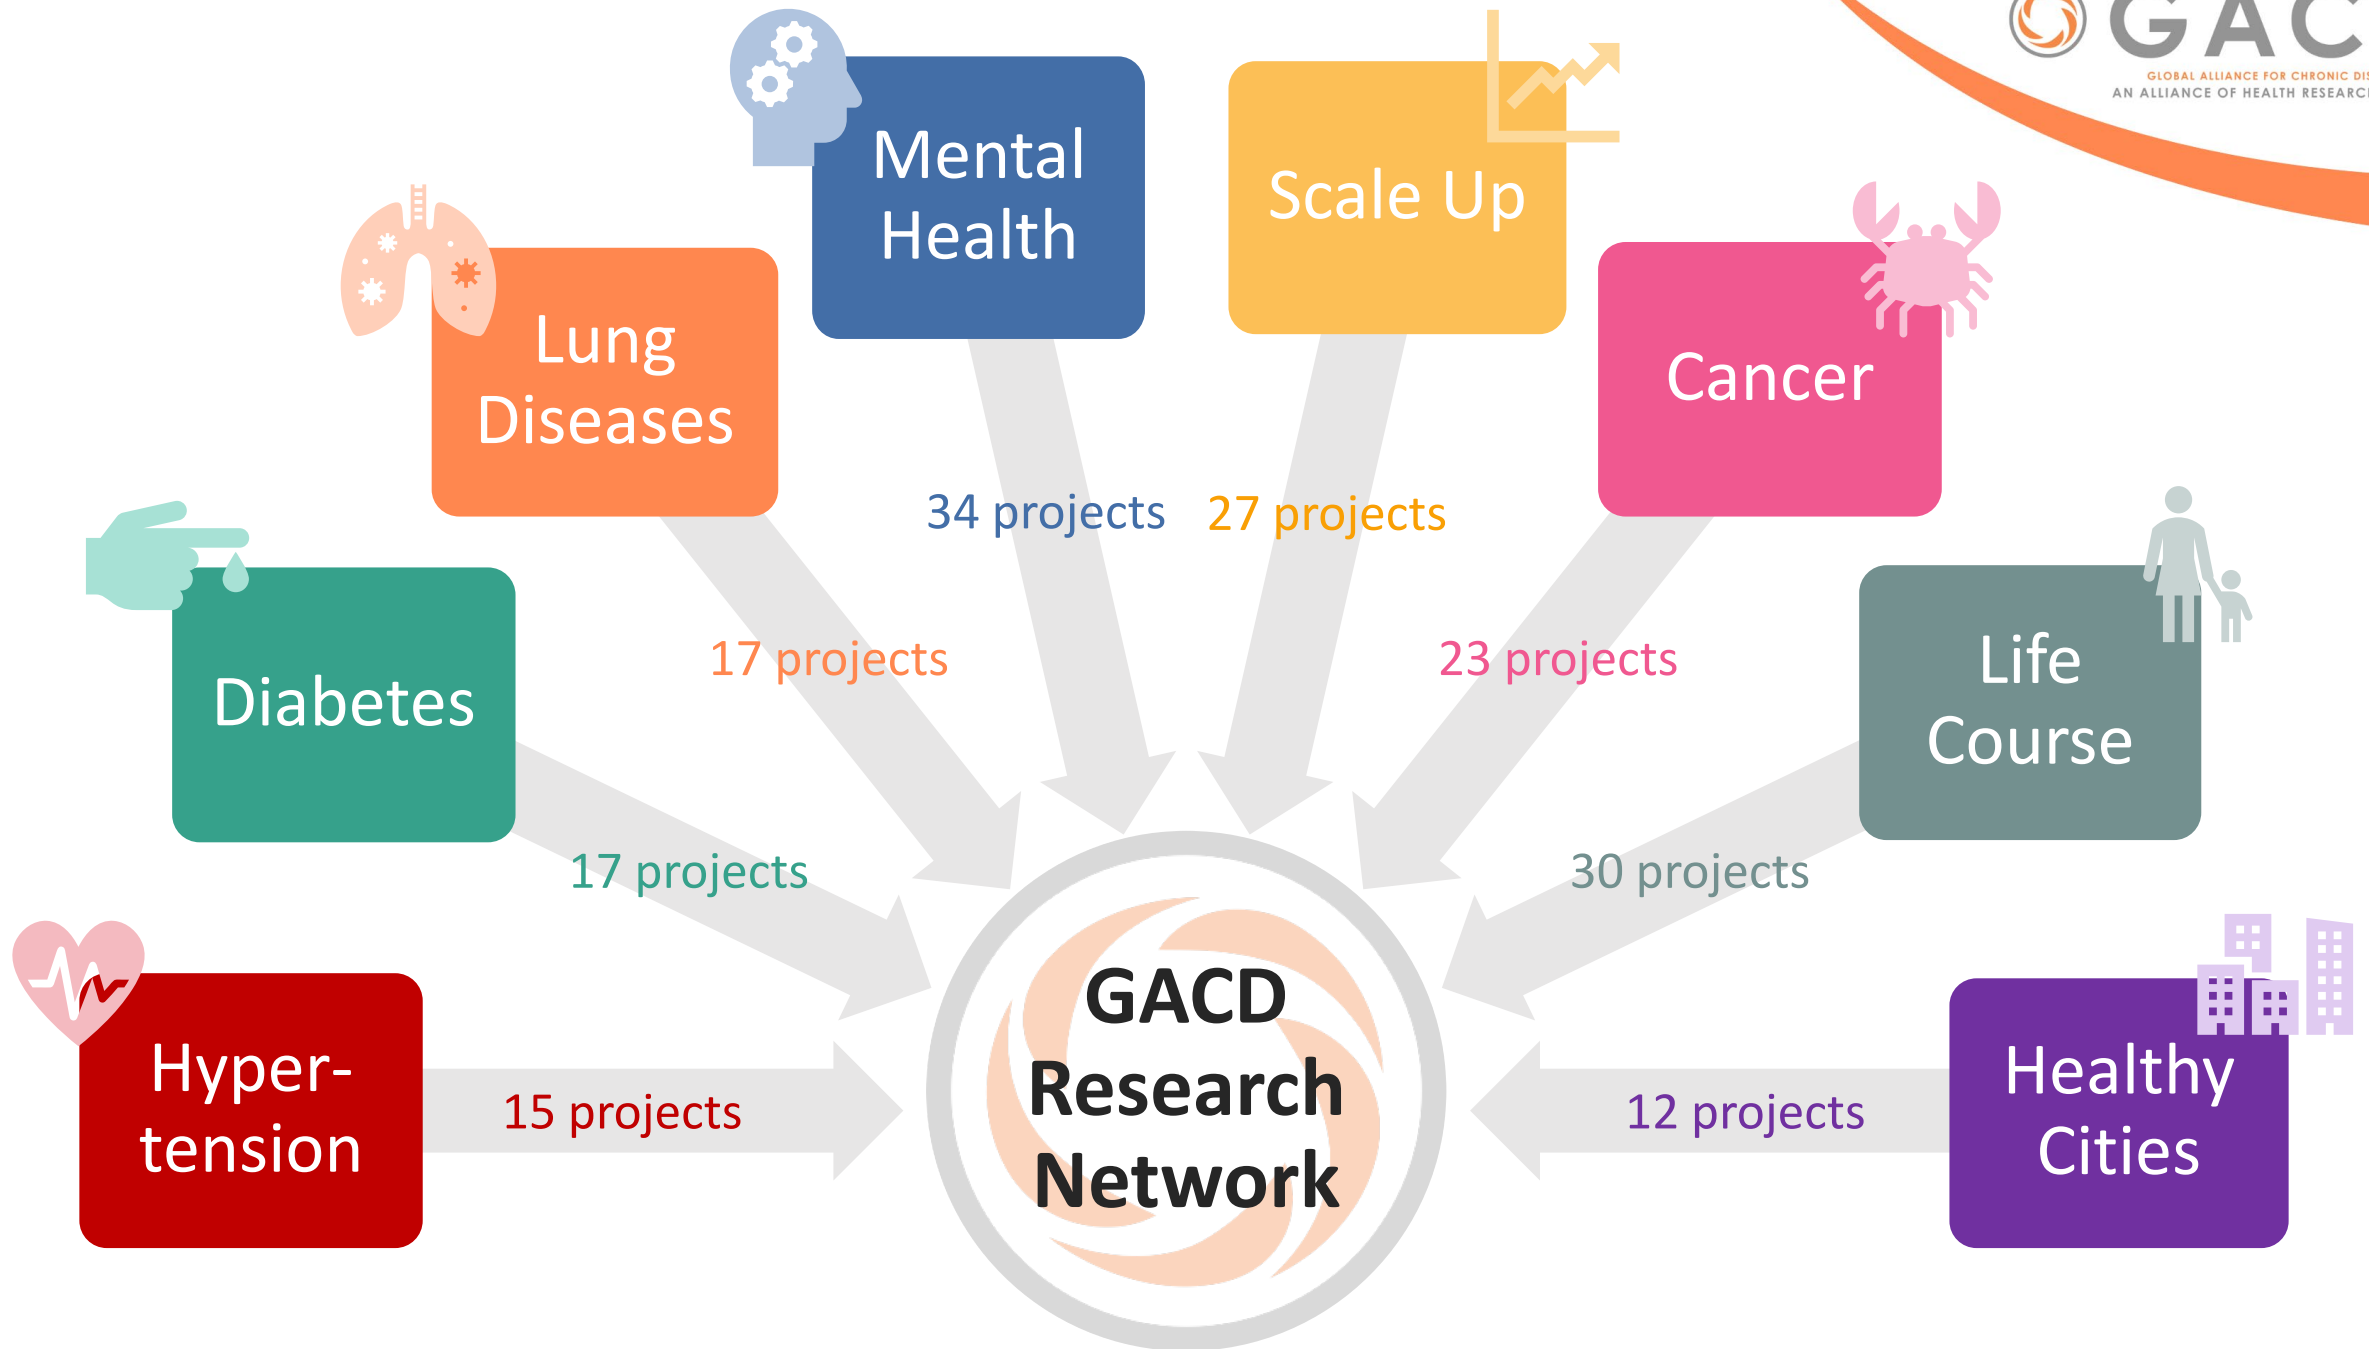 GAC
GLOBAL ALLIANCE FOR CHRONIC DIS
AN ALLIANCE OF HEALTH RESEARC
Mental
Health
Scale Up
Lung
Diseases
Cancer
34 projects
27 projects
Diabetes
Life
Course
17 projects
23 projects
17 projects
30 projects
Hyper-
tension
15 projects
GACD
Research
Network
12 projects
Healthy
Cities